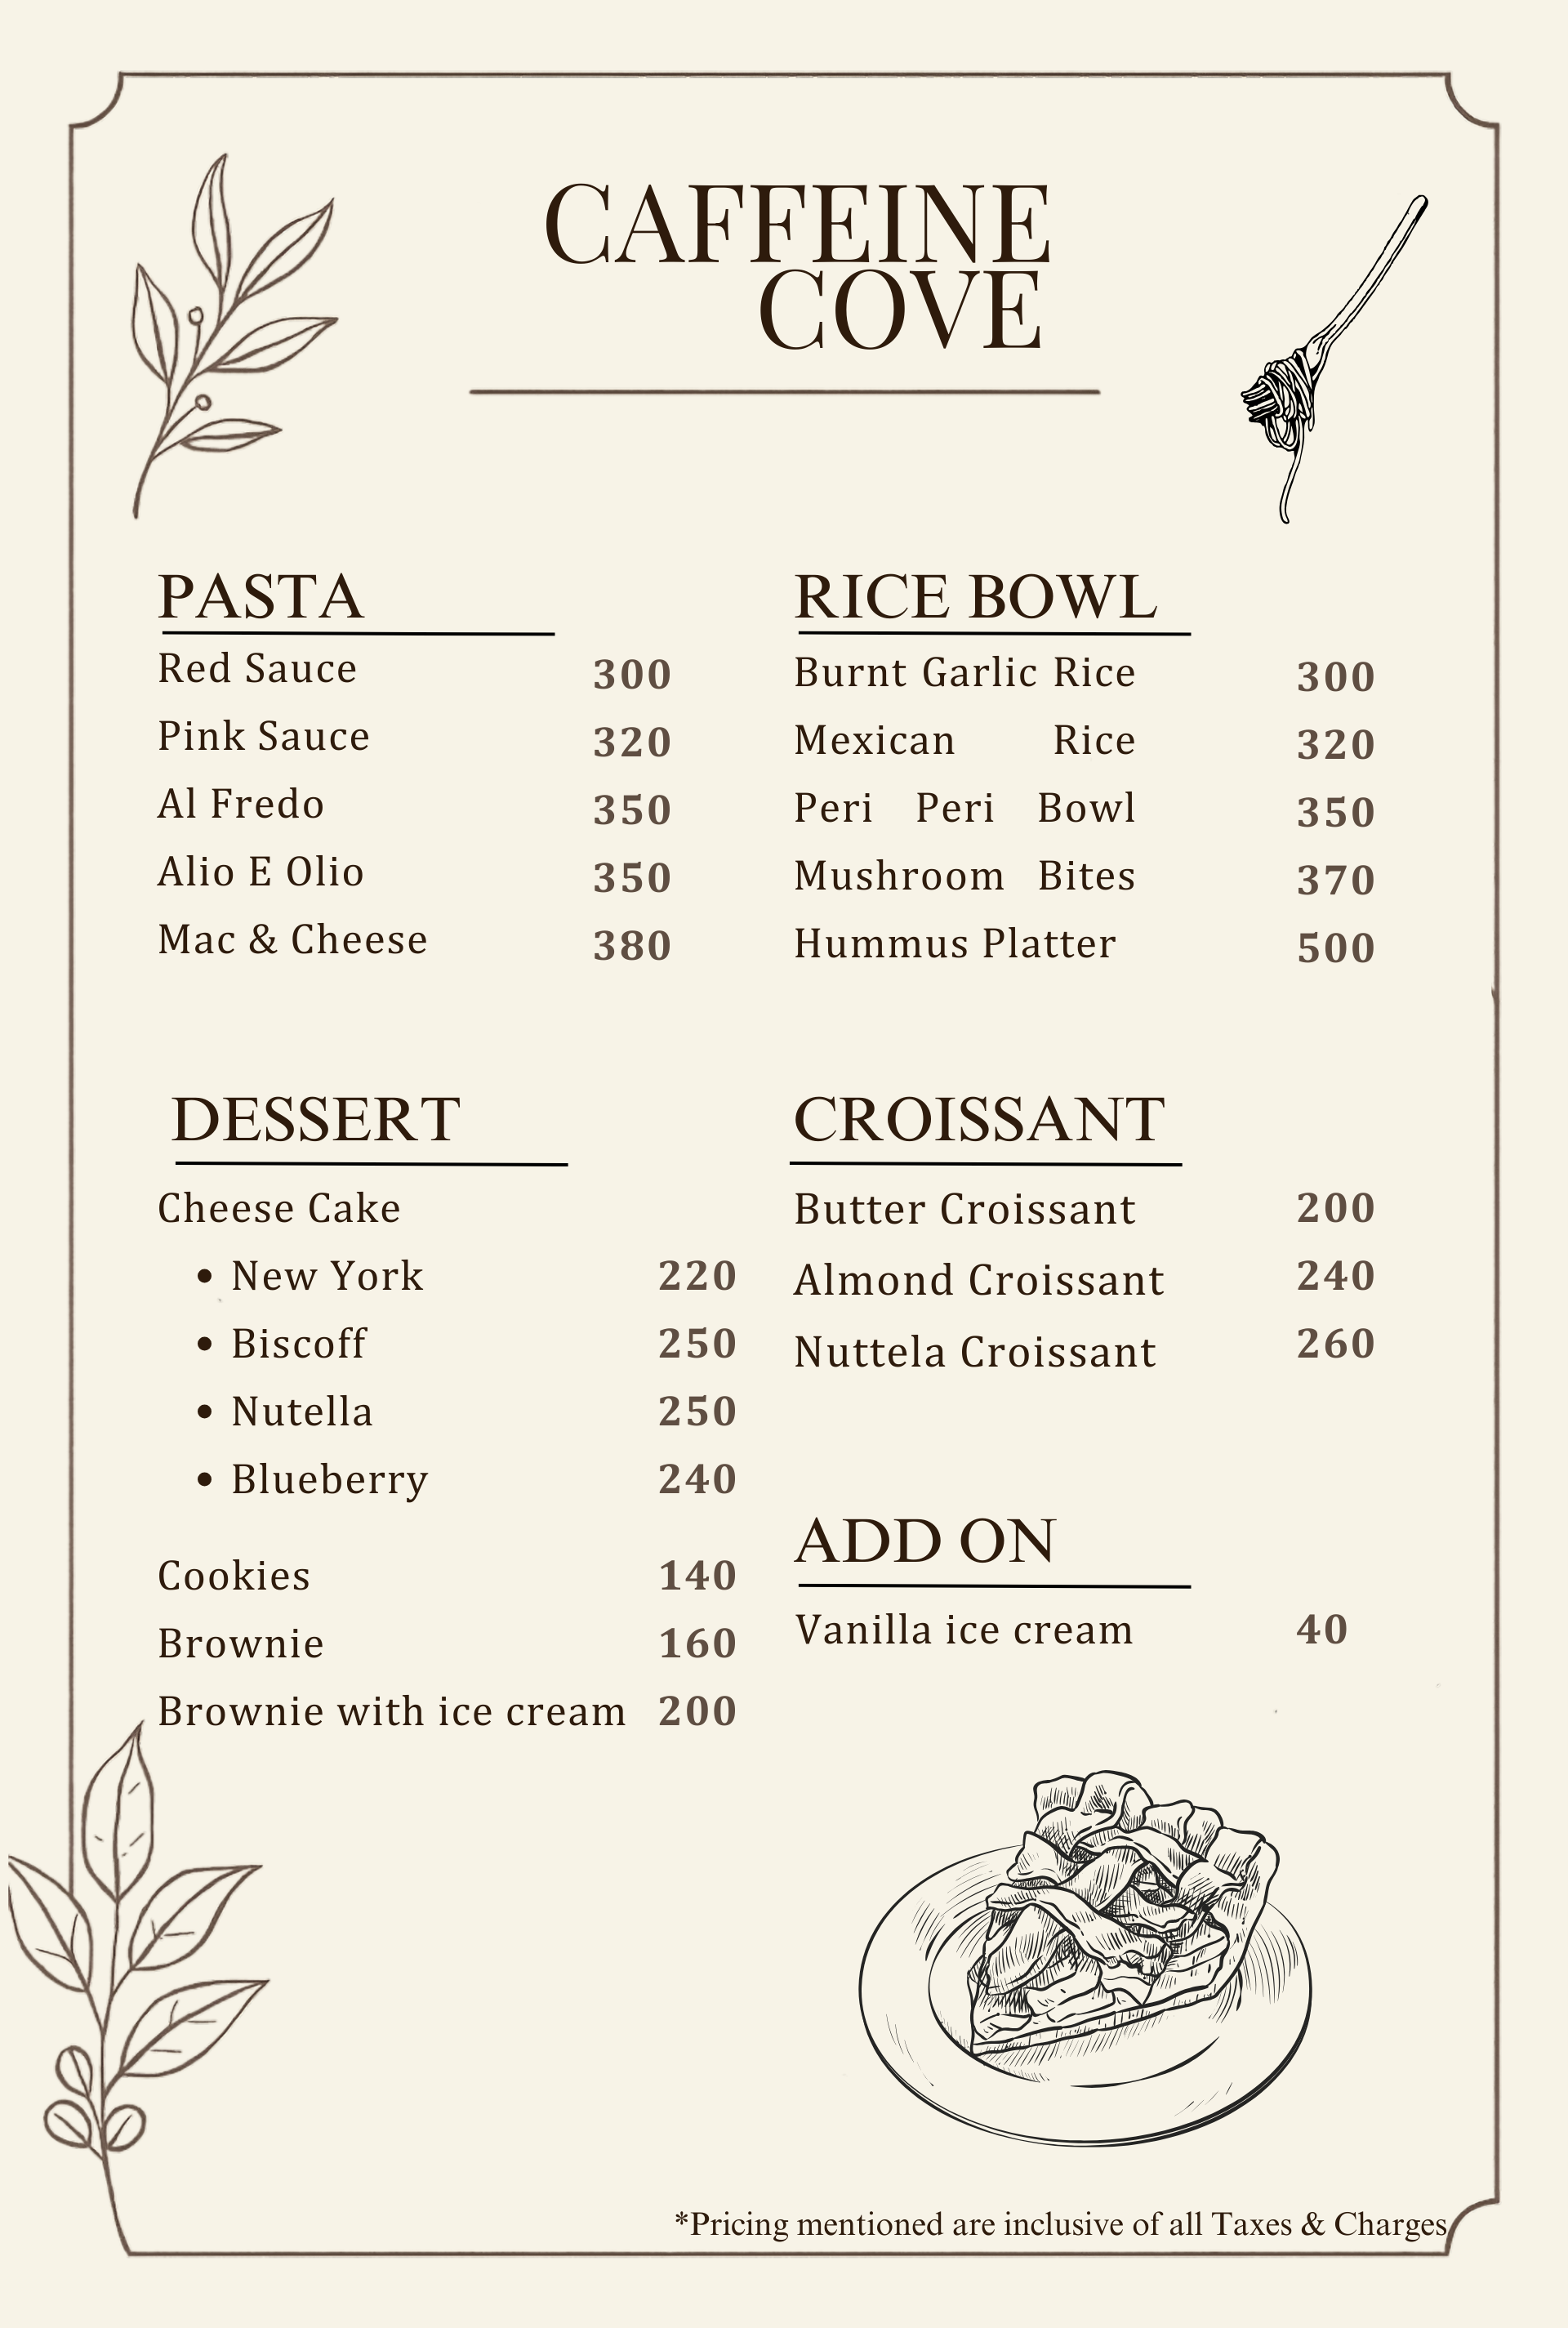 CAFFEINE
COVE
PASTA
Red Sauce 300
Pink Sauce 320
Al Fredo 350
Alio E Olio 350
Mac & Cheese 380
RICE BOWL
Burnt Garlic Rice 300
Mexican Rice 320
Peri Peri Bowl 350
Mushroom Bites 370
Hummus Platter 500
DESSERT
Cheese Cake
• New York 220
• Biscoff 250
• Nutella 250
• Blueberry 240
Cookies 140
Brownie 160
Brownie with ice cream 200
CROISSANT
Butter Croissant 200
Almond Croissant 240
Nuttela Croissant 260
ADD ON
Vanilla ice cream 40
*Pricing mentioned are inclusive of all Taxes & Charges